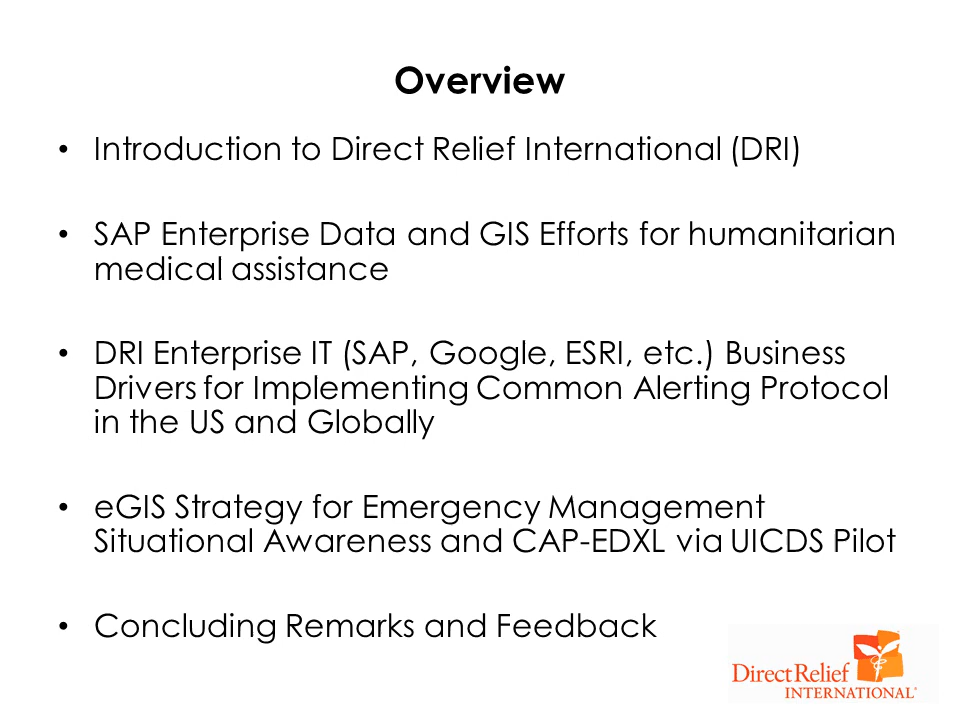 Overview
• Introduction to Direct Relief International (DRI)
• SAP Enterprise Data and GIS Efforts for humanitarian
medical assistance
• DRI Enterprise IT (SAP, Google, ESRI, etc.) Business
Drivers for Implementing Common Alerting Protocol
in the US and Globally
• eGIS Strategy for Emergency Management
Situational Awareness and CAP-EDXL via UICDS Pilot
• Concluding Remarks and Feedback
Direct Relief
INTERNATIONAL®